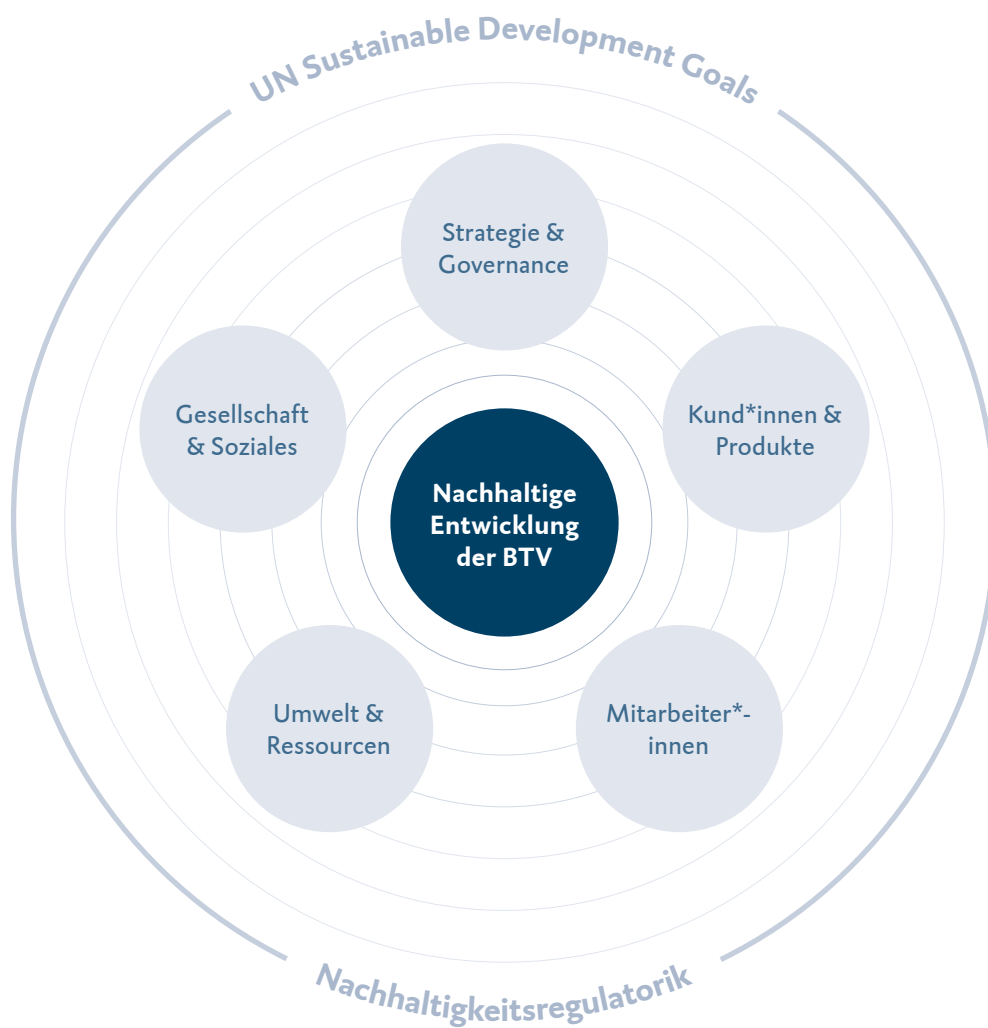 UN Sustainable Development Goals
Strategie &
Governance
Gesellschaft
& Soziales
Kund*innen &
Produkte
Nachhaltige
Entwicklung
der BTV
Umwelt &
Ressourcen
Mitarbeiter*-
innen
Nachhaltigkeitsregulatorik